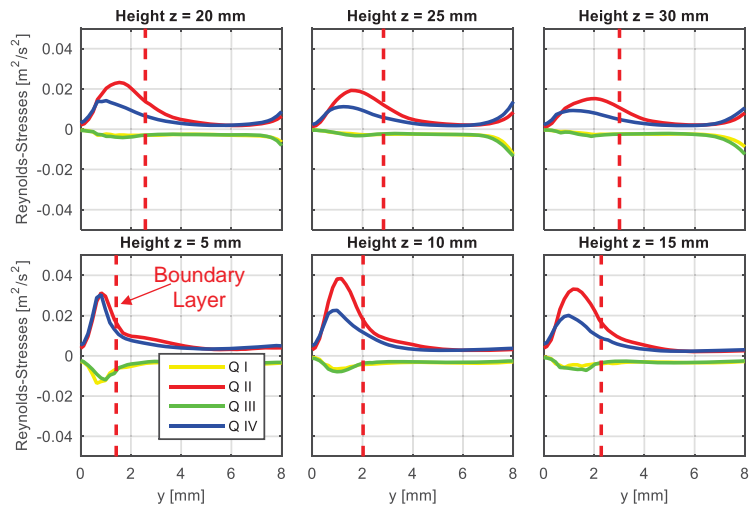 Height z = 20 mm
Height z = 25 mm
Height z = 30 mm
Reynolds-Stresses [m²/s²]
0.04
0.02
0
-0.02
-0.04
Height z = 5 mm
Height z = 10 mm
Height z = 15 mm
Reynolds-Stresses [m²/s²]
0.04
0.02
0
-0.02
-0.04
Boundary
Layer
Q I
Q II
Q III
Q IV
0 2 4 6 8
0 2 4 6 8
0 2 4 6 8
y [mm]
y [mm]
y [mm]